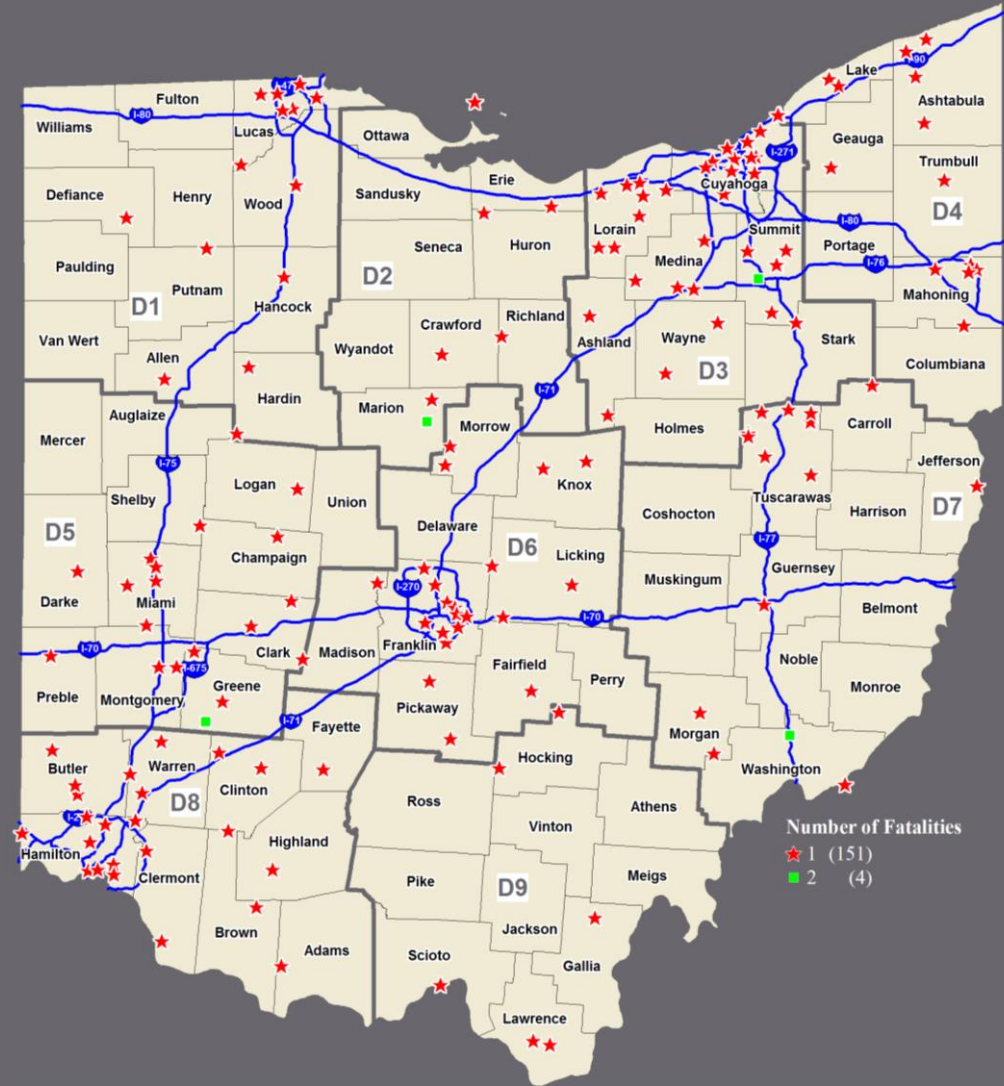 I-90
Lake
I-47
Fulton
I-80
Ashtabula
Williams
Lucas
Ottawa
Geauga
I-271
Trumbull
Erie
Cuyahoga
Defiance
Henry
Wood
Sandusky
D4
I-80
Lorain
Summit
Seneca
Huron
Portage
Medina
I-76
Paulding
D2
Putnam
Mahoning
D1
Hancock
Richland
Crawford
Van Wert
Wyandot
Ashland
Wayne
Stark
Allen
D3
Columbiana
I-71
Hardin
Marion
Auglaize
Carroll
Morrow
Holmes
Mercer
Jefferson
I-75
Logan
Knox
Tuscarawas
Shelby
Union
D7
Harrison
Coshocton
Delaware
D5
I-77
D6
Champaign
Licking
Guernsey
Muskingum
I-270
Darke
Miami
Belmont
I-70
Franklin
I-70
Clark
Madison
Noble
I-675
Fairfield
Perry
Greene
Monroe
Preble
Montgomery
Pickaway
I-71
Fayette
Morgan
Hocking
Butler
Warren
Washington
Clinton
D8
Ross
Athens
Vinton
Highland
Hamilton
Number of Fatalities
1 (151)
2 (4)
Clermont
Pike
Meigs
D9
Jackson
Brown
Adams
Scioto
Gallia
Lawrence